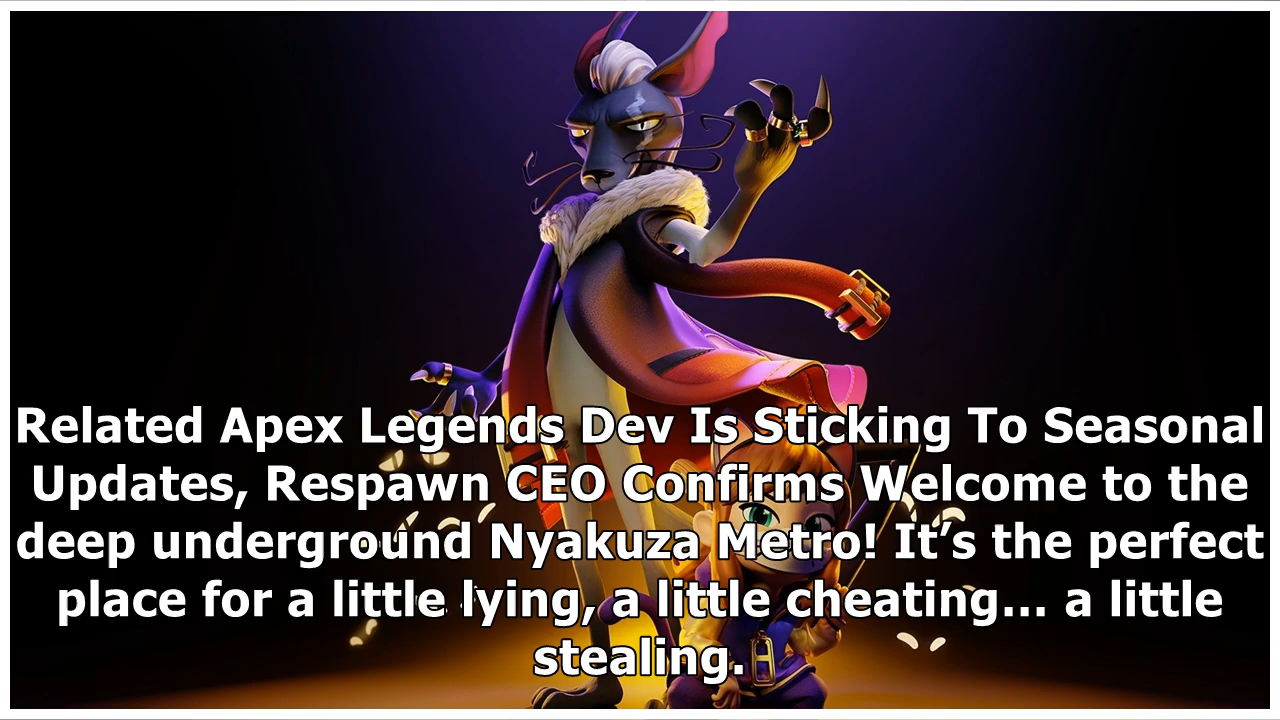 Related Apex Legends Dev Is Sticking To Seasonal
Updates, Respawn CEO Confirms Welcome to the
deep underground Nyakuza Metro! It’s the perfect
place for a little lying, a little cheating… a little
stealing.